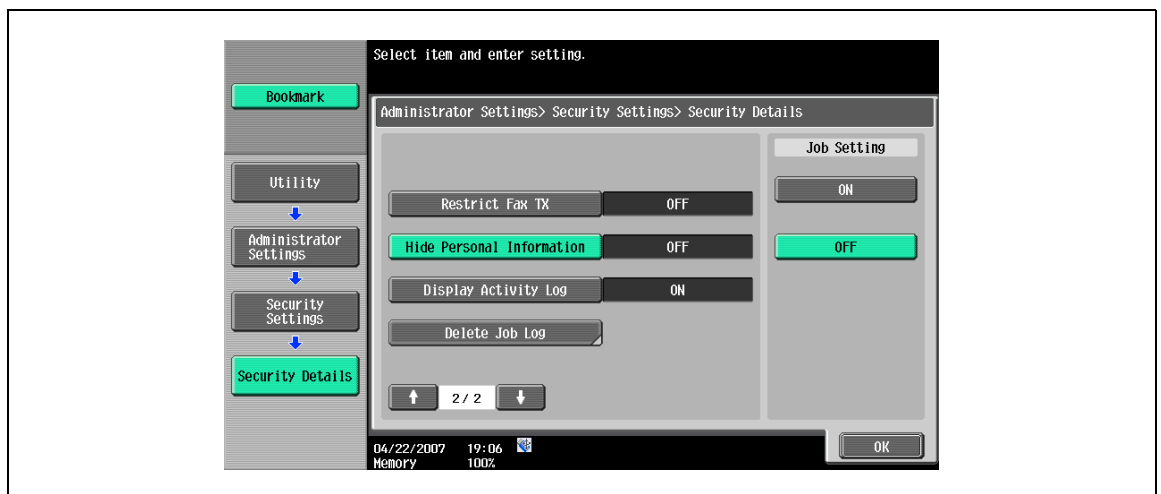 Select item and enter setting.
Bookmark
Administrator Settings> Security Settings> Security Details
Job Setting
Utility
ON
Restrict Fax TX OFF
Administrator
Settings
Hide Personal Information OFF
OFF
Display Activity Log ON
Security
Settings
Delete Job Log
Security Details
2/ 2
04/22/2007 19:06
Memory 100%
OK